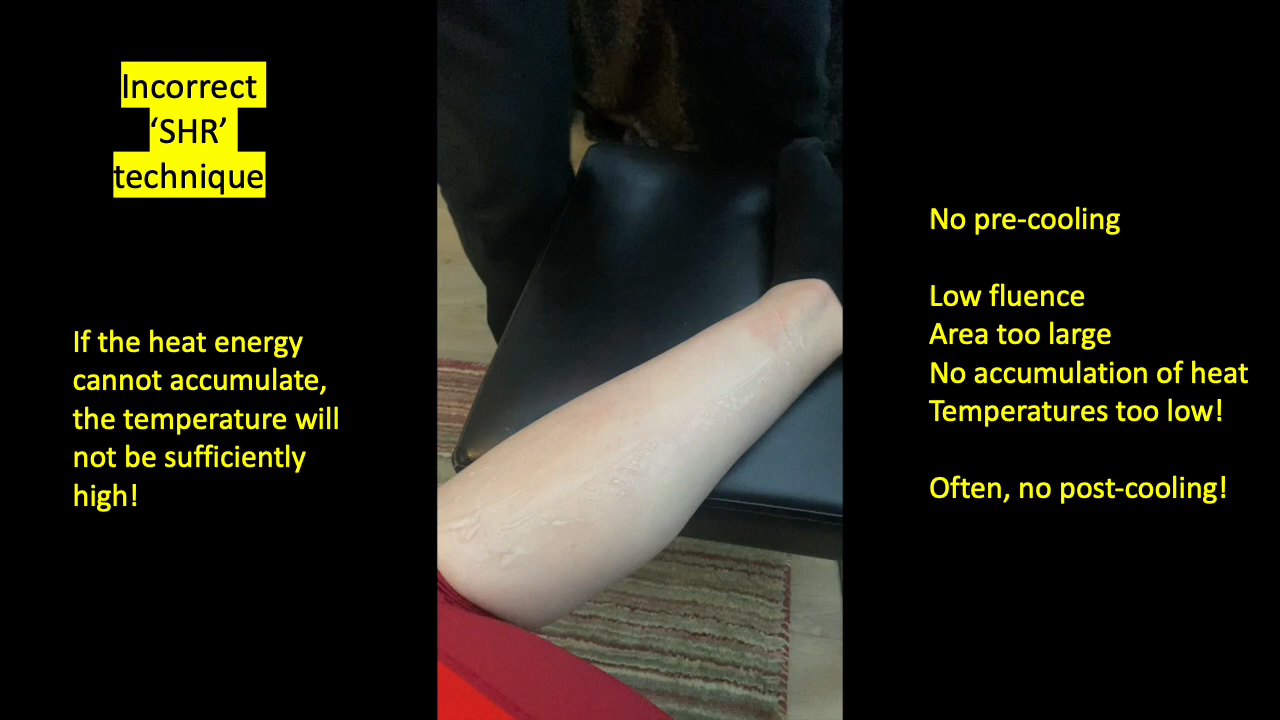 Incorrect
‘SHR’
technique
If the heat energy
cannot accumulate,
the temperature will
not be sufficiently
high!
No pre-cooling
Low fluence
Area too large
No accumulation of heat
Temperatures too low!
Often, no post-cooling!